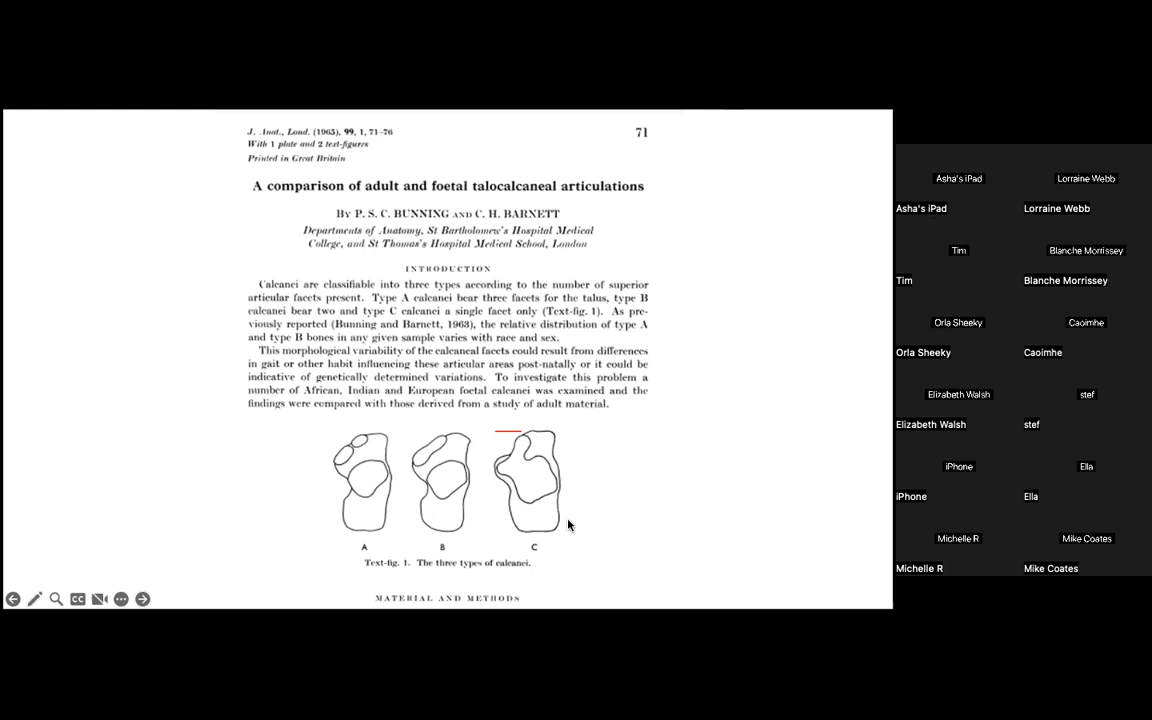 J. Anat., Lond. (1965), 99, 1, 71-76
71
With 1 plate and 2 text-figures
Printed in Great Britain
A comparison of adult and foetal talocalcaneal articulations
By P. S. C. BUNNING AND C. H. BARNETT
Departments of Anatomy, St Bartholomew's Hospital Medical
College, and St Thomas's Hospital Medical School, London
INTRODUCTION
Calcanei are classifiable into three types according to the number of superior
articular facets present. Type A calcanei bear three facets for the talus, type B
calcanei bear two and type C calcanei a single facet only (Text-fig. 1). As pre-
viously reported (Bunning and Barnett, 1963), the relative distribution of type A
and type B bones in any given sample varies with race and sex.
This morphological variability of the calcaneal facets could result from differences
in gait or other habit influencing these articular areas post-natally or it could be
indicative of genetically determined variations. To investigate this problem a
number of African, Indian and European foetal calcanei was examined and the
findings were compared with those derived from a study of adult material.
A B C
Text-fig. 1. The three types of calcanei.
MATERIAL AND METHODS
CC
Asha's iPad
Lorraine Webb
Asha's iPad
Lorraine Webb
Tim
Blanche Morrissey
Tim
Blanche Morrissey
Orla Sheeky
Caoimhe
Orla Sheeky
Caoimhe
Elizabeth Walsh
stef
Elizabeth Walsh
stef
iPhone
Ella
iPhone
Ella
Michelle R
Mike Coates
Michelle R
Mike Coates